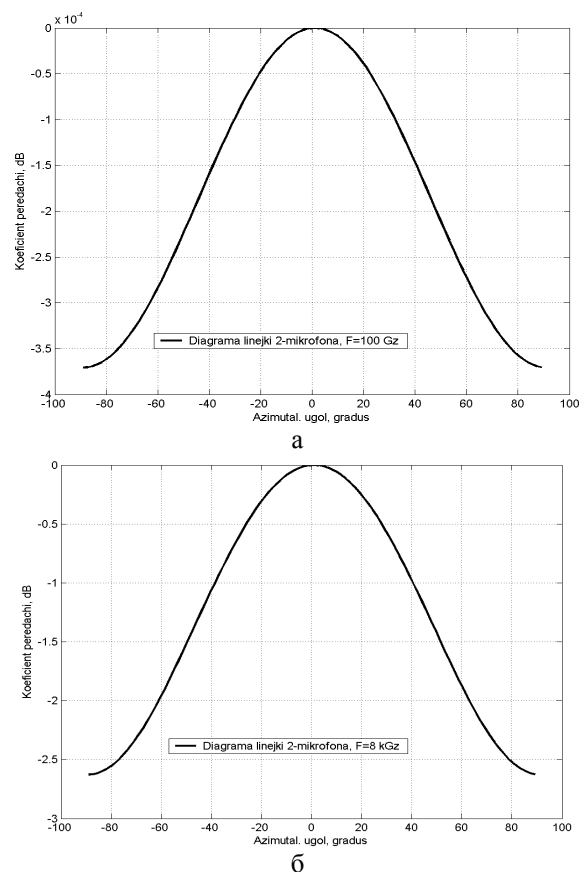 x 10-4
0
-0.5
-1
-1.5
-2
-2.5
-3
-3.5
-4
Koeficient peredachi, dB
Diagrama linejki 2-mikrofona, F=100 Gz
-100 -80 -60 -40 -20 0 20 40 60 80 100
Azimutal. ugol, gradus
а
0
-0.5
-1
-1.5
-2
-2.5
-3
Koeficient peredachi, dB
Diagrama linejki 2-mikrofona, F=8 kGz
-100 -80 -60 -40 -20 0 20 40 60 80 100
Azimutal. ugol, gradus
б